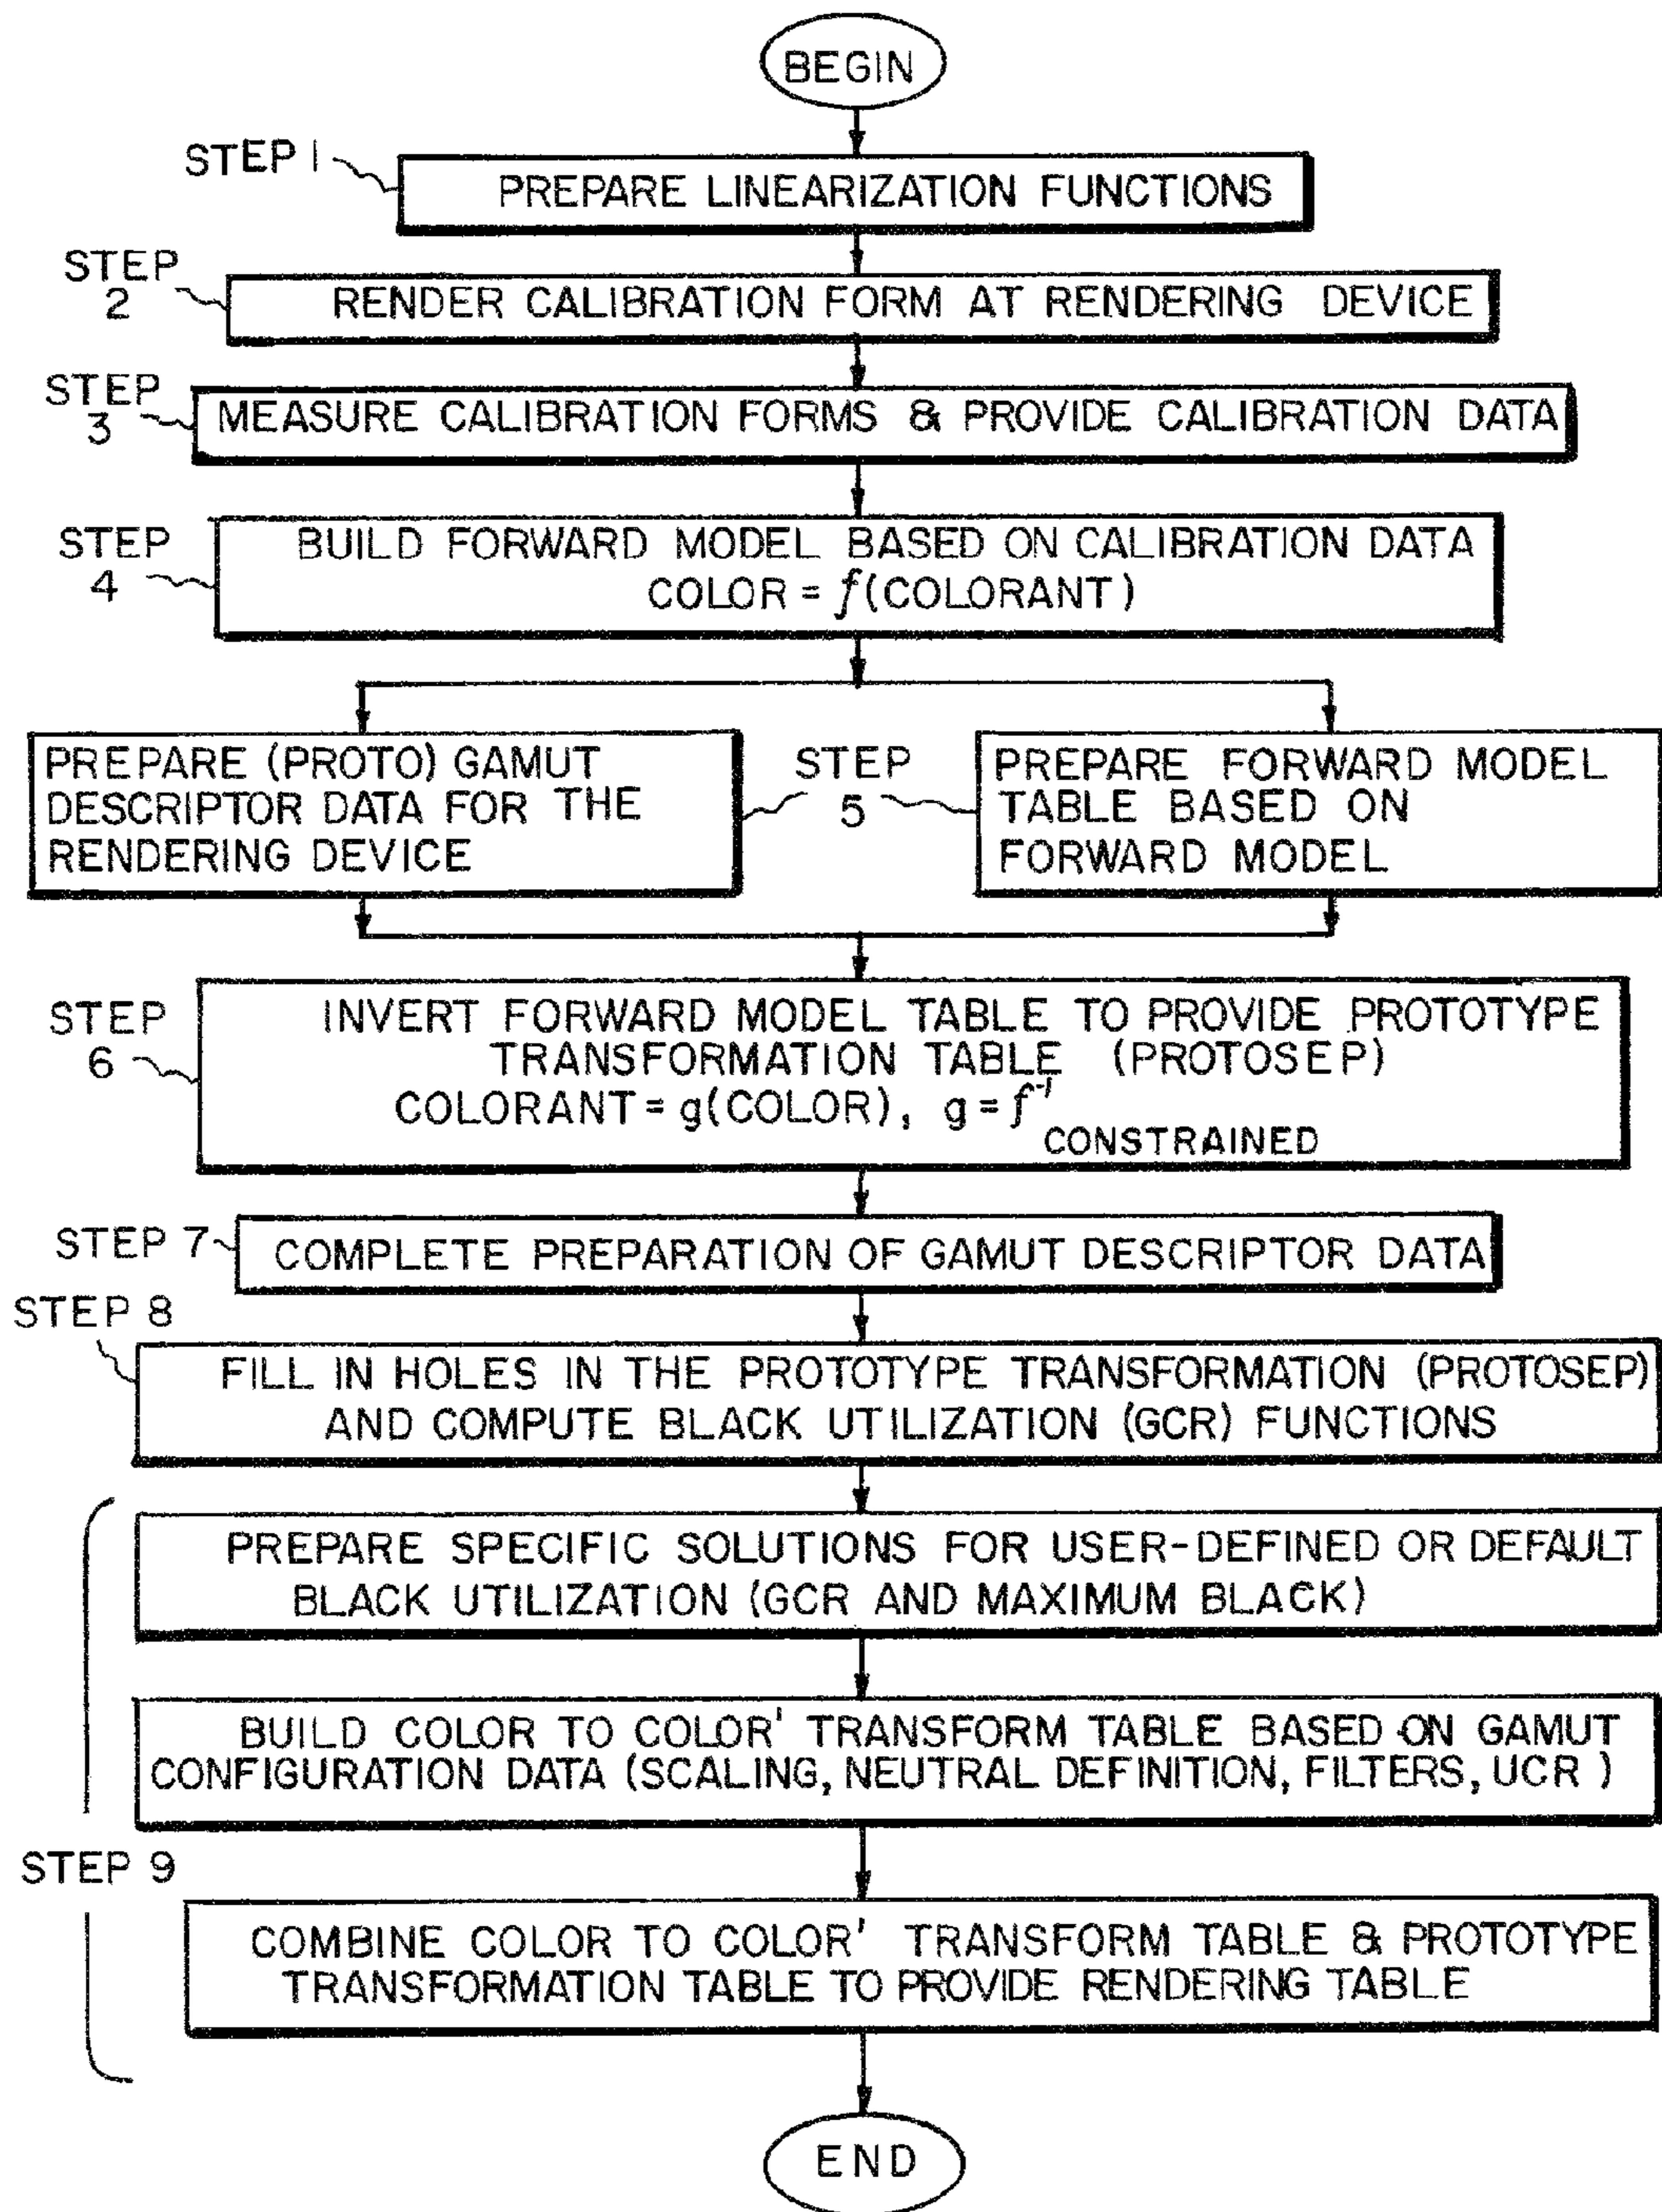 BEGIN
STEP 1
PREPARE LINEARIZATION FUNCTIONS
STEP
2
RENDER CALIBRATION FORM AT RENDERING DEVICE
STEP
3
MEASURE CALIBRATION FORMS & PROVIDE CALIBRATION DATA
STEP
4
BUILD FORWARD MODEL BASED ON CALIBRATION DATA
COLOR = f(COLORANT)
PREPARE (PROTO) GAMUT
DESCRIPTOR DATA FOR THE
RENDERING DEVICE
STEP
5
PREPARE FORWARD MODEL
TABLE BASED ON
FORWARD MODEL
STEP
6
INVERT FORWARD MODEL TABLE TO PROVIDE PROTOTYPE
TRANSFORMATION TABLE (PROTOSEP)
COLORANT = g(COLOR), g = f⁻¹
CONSTRAINED
STEP 7
COMPLETE PREPARATION OF GAMUT DESCRIPTOR DATA
STEP 8
FILL IN HOLES IN THE PROTOTYPE TRANSFORMATION (PROTOSEP)
AND COMPUTE BLACK UTILIZATION (GCR) FUNCTIONS
PREPARE SPECIFIC SOLUTIONS FOR USER-DEFINED OR DEFAULT
BLACK UTILIZATION (GCR AND MAXIMUM BLACK)
BUILD COLOR TO COLOR' TRANSFORM TABLE BASED ON GAMUT
CONFIGURATION DATA (SCALING, NEUTRAL DEFINITION, FILTERS, UCR )
STEP 9
COMBINE COLOR TO COLOR' TRANSFORM TABLE & PROTOTYPE
TRANSFORMATION TABLE TO PROVIDE RENDERING TABLE
END